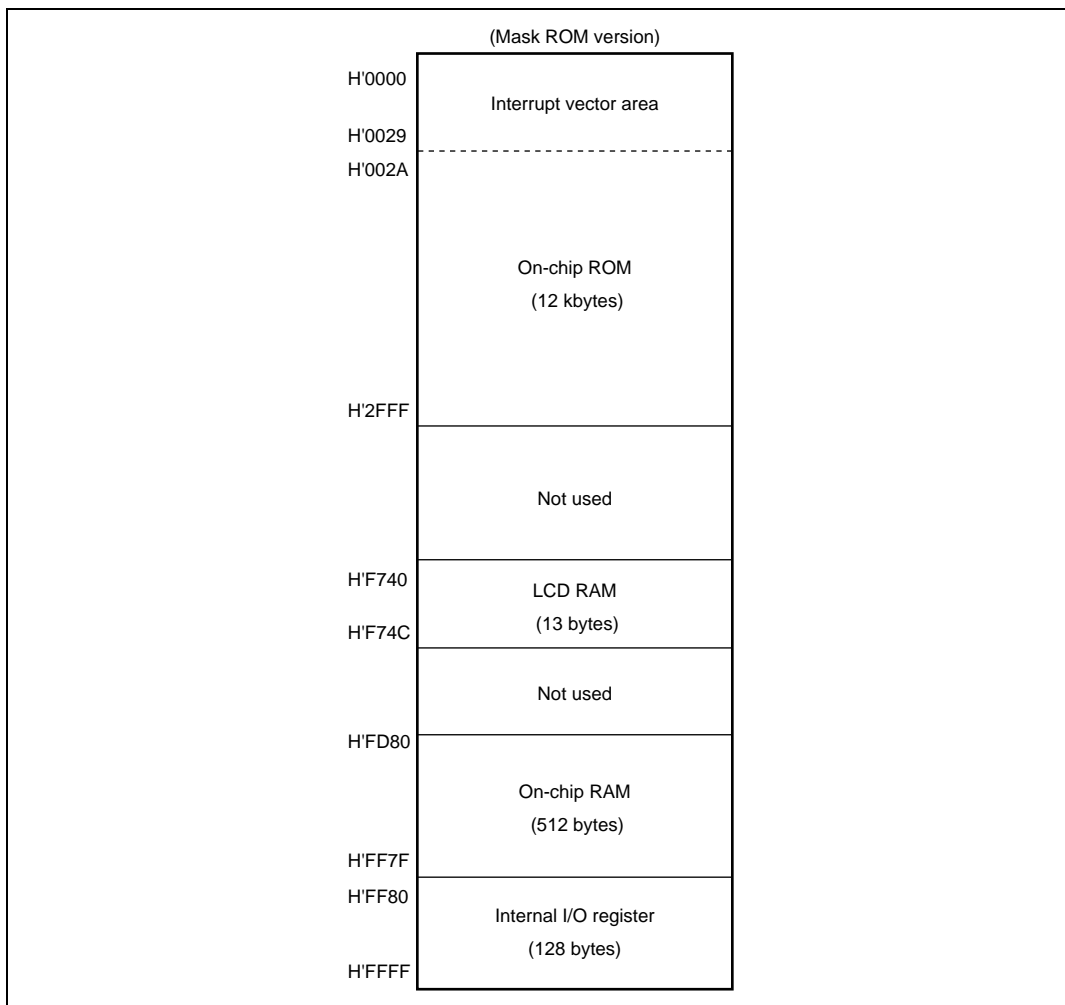 (Mask ROM version)
H'0000
Interrupt vector area
H'0029
H'002A
On-chip ROM
(12 kbytes)
H'2FFF
Not used
H'F740
LCD RAM
(13 bytes)
H'F74C
Not used
H'FD80
On-chip RAM
(512 bytes)
H'FF7F
H'FF80
Internal I/O register
(128 bytes)
H'FFFF